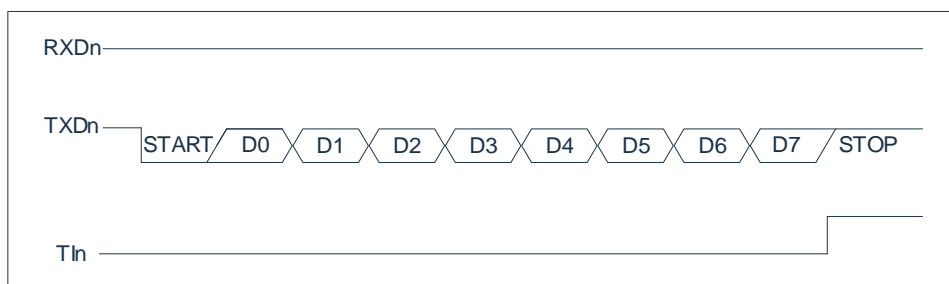 RXDn
TXDn
START D0 D1 D2 D3 D4 D5 D6 D7 STOP
TIn